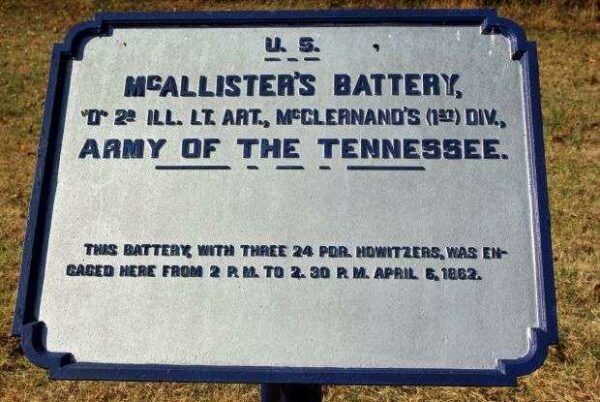 U. S.
McALLISTER'S BATTERY,
"D" 2D ILL. LT. ART., McCLERNAND'S (1ST) DIV.,
ARMY OF THE TENNESSEE.
THIS BATTERY, WITH THREE 24 PDR. HOWITZERS, WAS EN-
GAGED HERE FROM 2 P. M. TO 2. 30 P. M. APRIL 6, 1862.